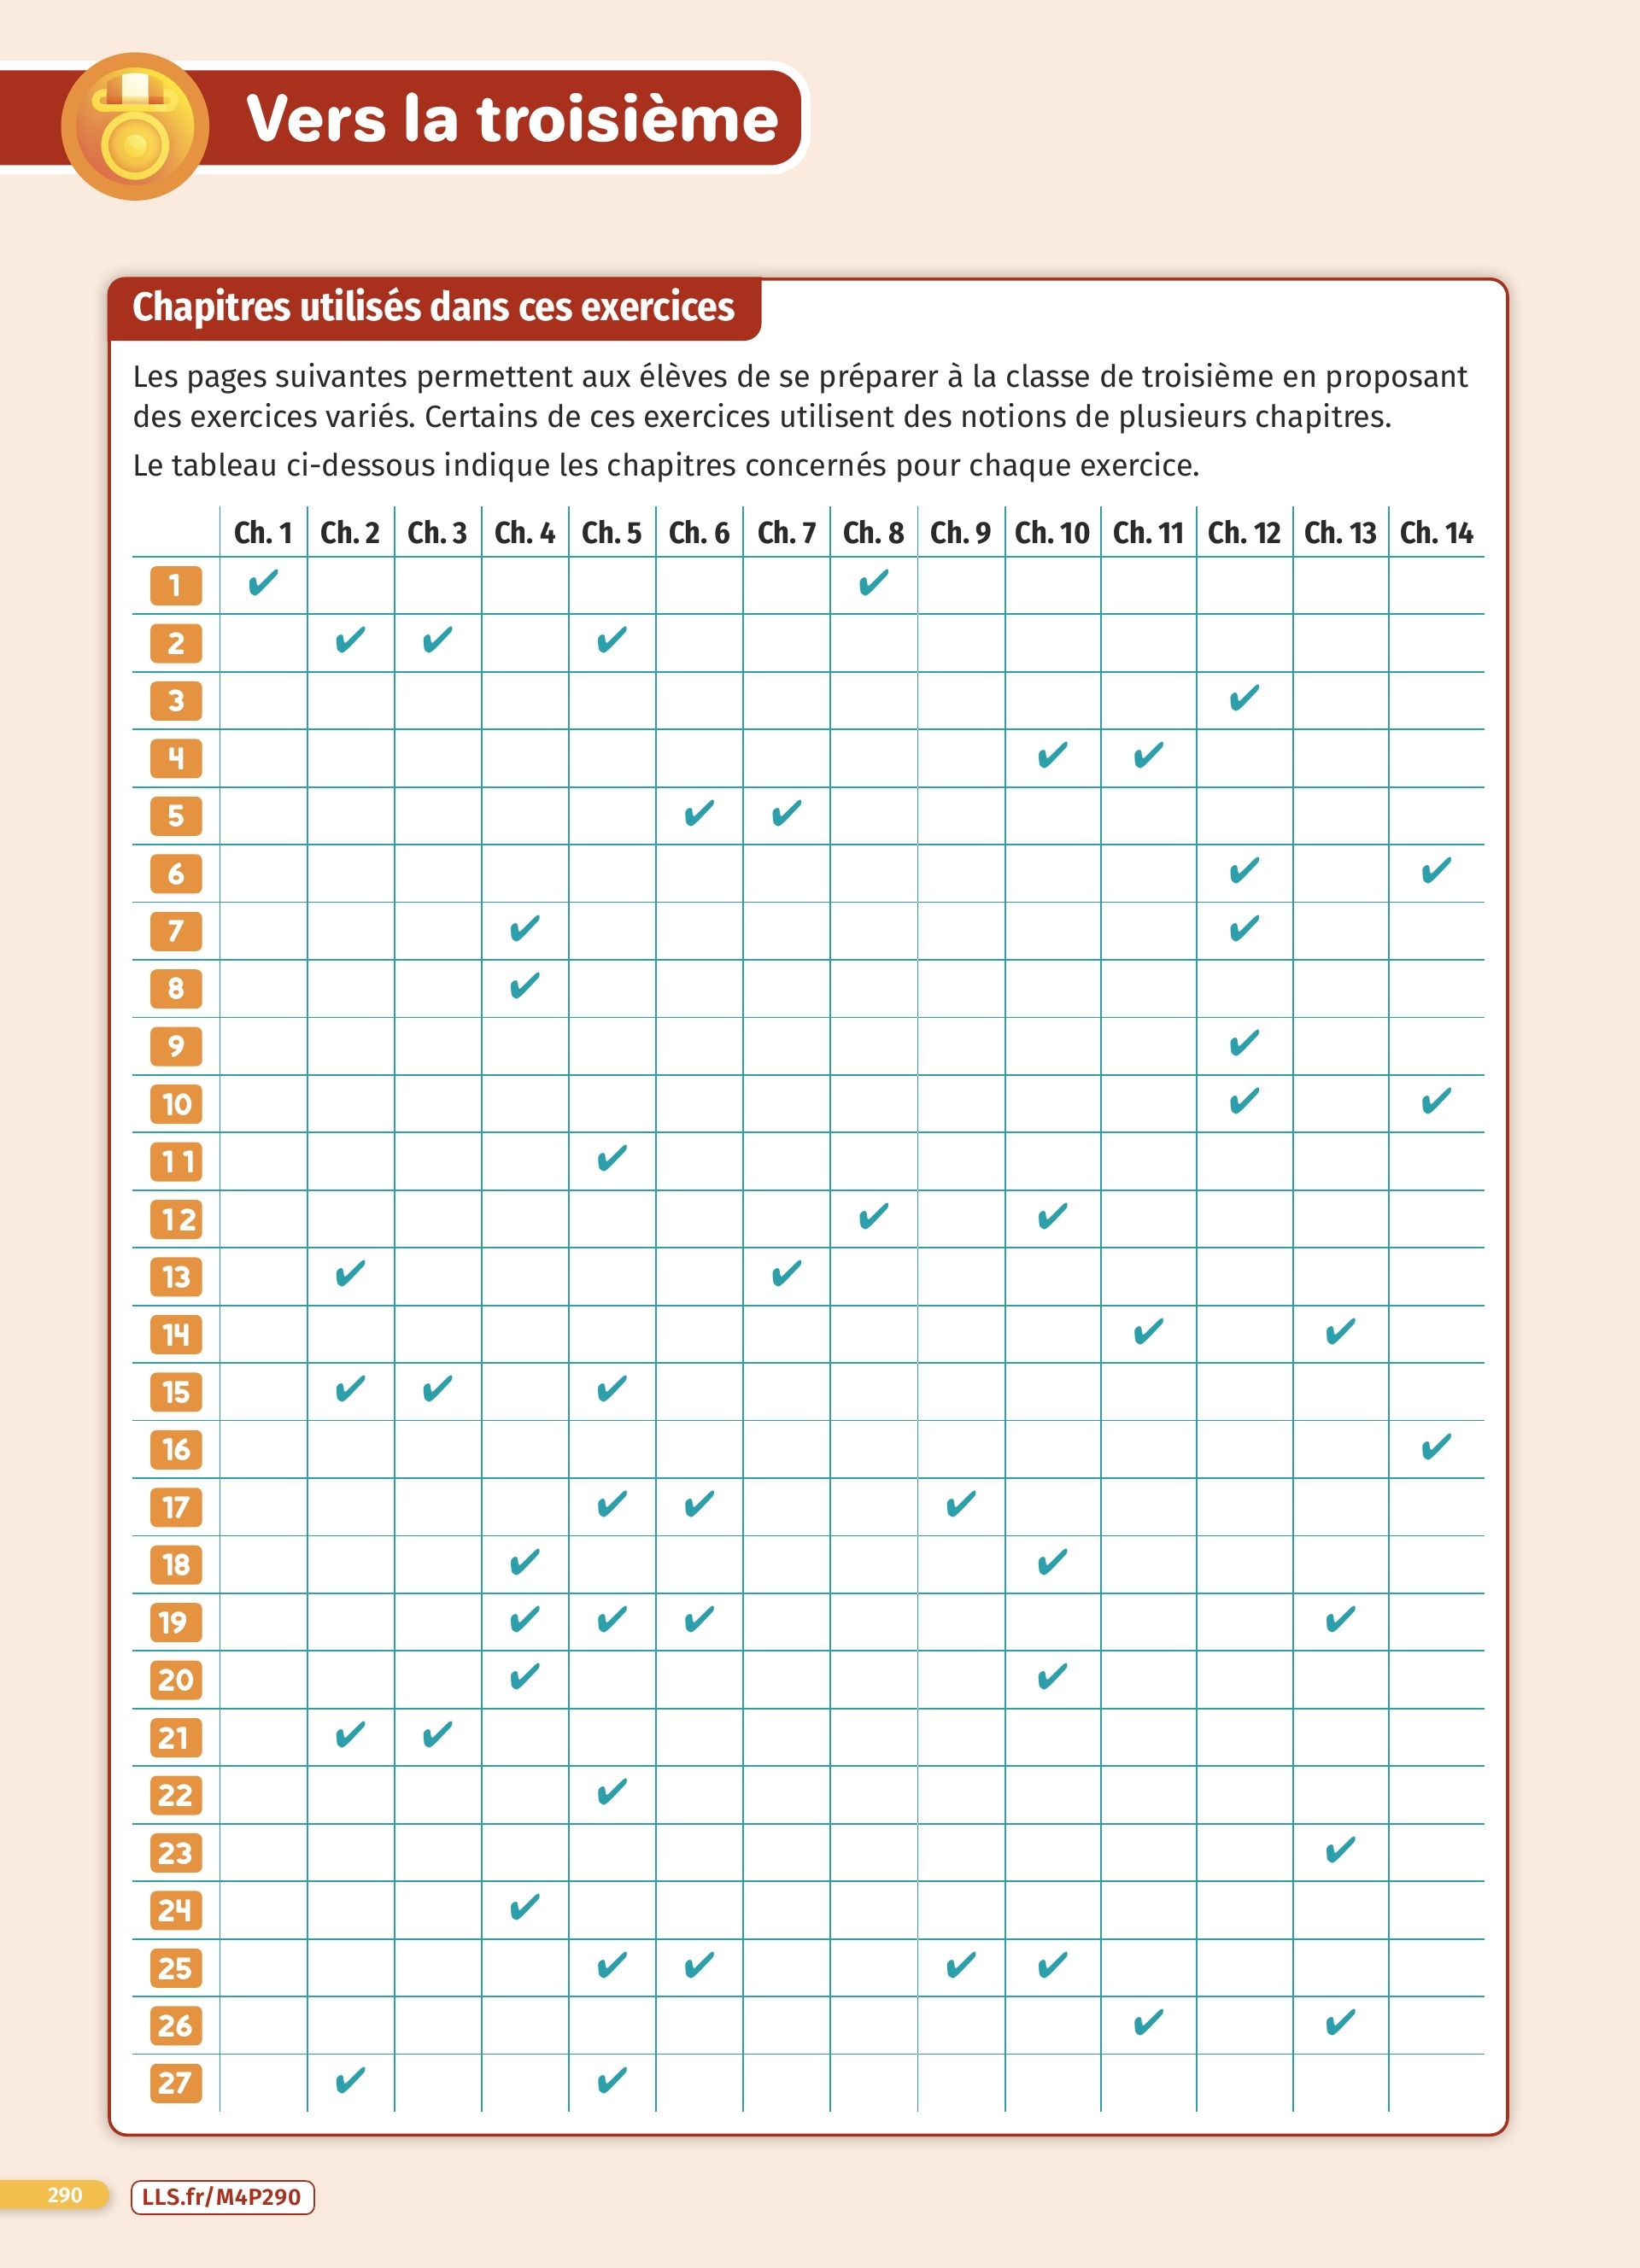 Vers la troisième
Chapitres utilisés dans ces exercices
Les pages suivantes permettent aux élèves de se préparer à la classe de troisième en proposant
des exercices variés. Certains de ces exercices utilisent des notions de plusieurs chapitres.
Le tableau ci-dessous indique les chapitres concernés pour chaque exercice.
Ch. 1 Ch. 2 Ch. 3 Ch. 4 Ch. 5 Ch. 6 Ch. 7 Ch. 8 Ch. 9 Ch. 10 Ch. 11 Ch. 12 Ch. 13 Ch. 14
1 ✔ ✔
2 ✔ ✔ ✔
3 ✔
4 ✔ ✔
5 ✔ ✔
6 ✔ ✔
7 ✔ ✔
8 ✔
9 ✔
10 ✔ ✔
11 ✔
12 ✔ ✔
13 ✔ ✔
14 ✔ ✔
15 ✔ ✔ ✔
16 ✔
17 ✔ ✔ ✔
18 ✔ ✔
19 ✔ ✔ ✔ ✔
20 ✔ ✔
21 ✔ ✔
22 ✔
23 ✔
24 ✔
25 ✔ ✔ ✔ ✔
26 ✔ ✔
27 ✔ ✔
290 LLS.fr/M4P290